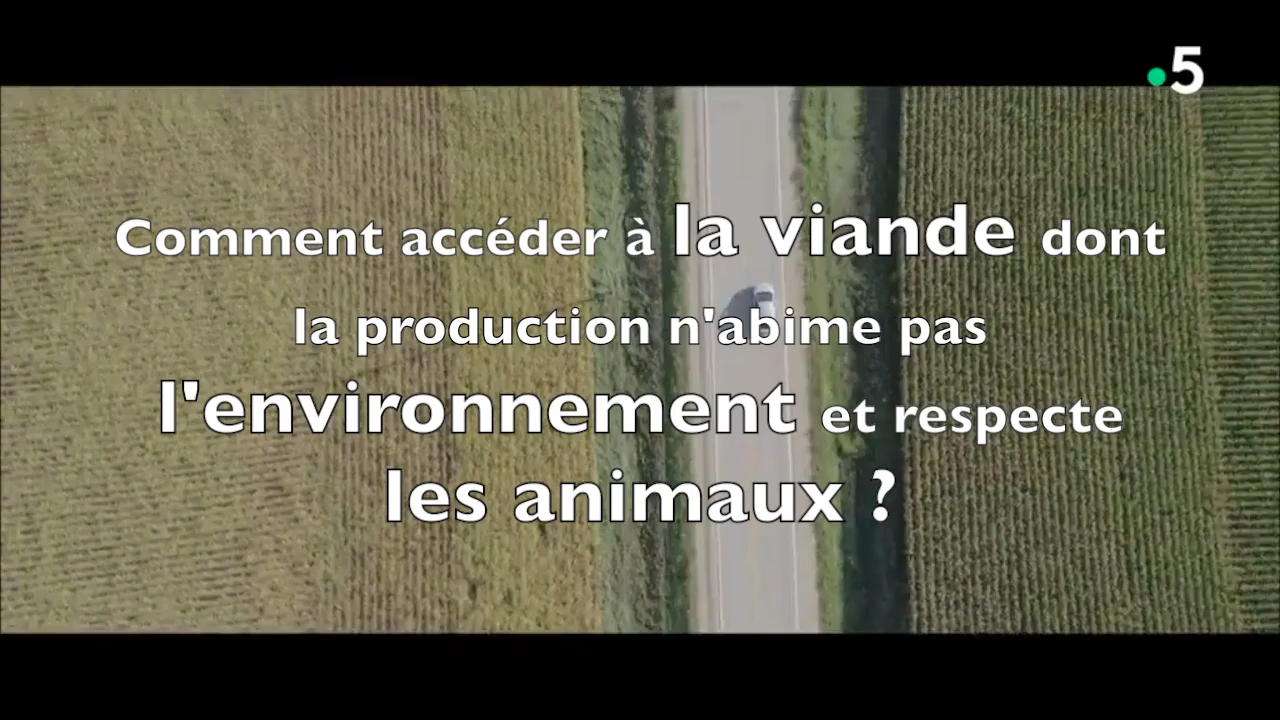 5
Comment accéder à la viande dont
la production n'abime pas
l'environnement et respecte
les animaux ?